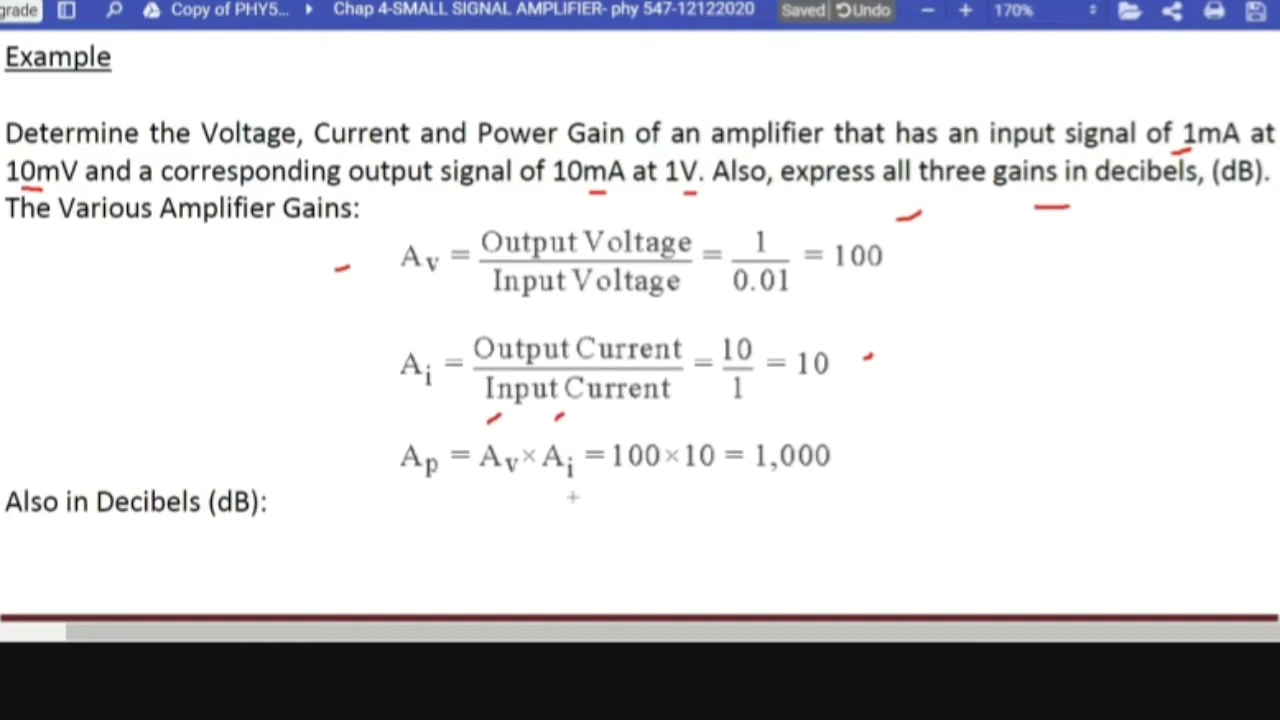 grade Copy of PHY5... Chap 4-SMALL SIGNAL AMPLIFIER- phy 547-12122020 Saved Undo − + 170%
Example
Determine the Voltage, Current and Power Gain of an amplifier that has an input signal of 1mA at
10mV and a corresponding output signal of 10mA at 1V. Also, express all three gains in decibels, (dB).
The Various Amplifier Gains:
Av = Output Voltage / Input Voltage = 1 / 0.01 = 100
Ai = Output Current / Input Current = 10 / 1 = 10
Ap = Av × Ai = 100 × 10 = 1,000
Also in Decibels (dB):